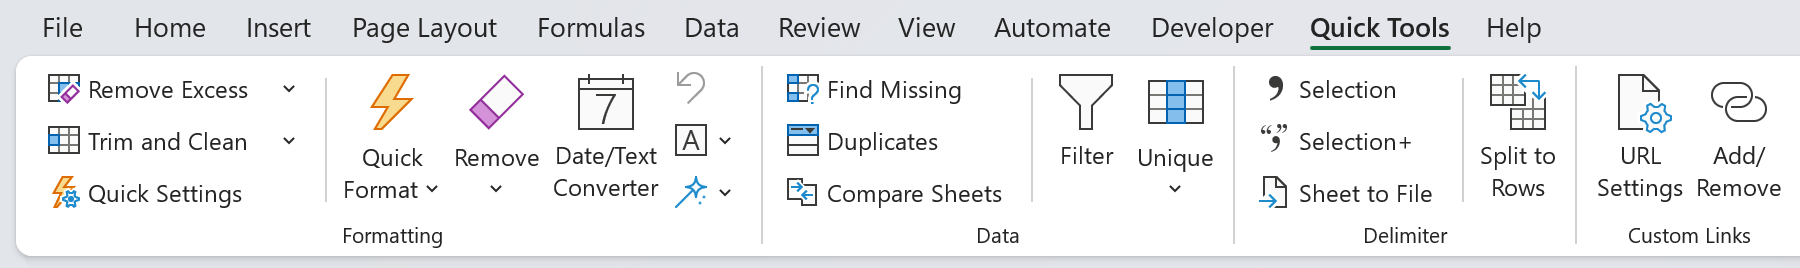 File Home Insert Page Layout Formulas Data Review View Automate Developer Quick Tools Help
Remove Excess
Trim and Clean
Quick Settings
Quick
Format
Remove
7
Date/Text
Converter
A
Formatting
Find Missing
Duplicates
Compare Sheets
Filter
Unique
Data
Selection
Selection+
Sheet to File
Split to
Rows
Delimiter
URL
Settings
Add/
Remove
Custom Links